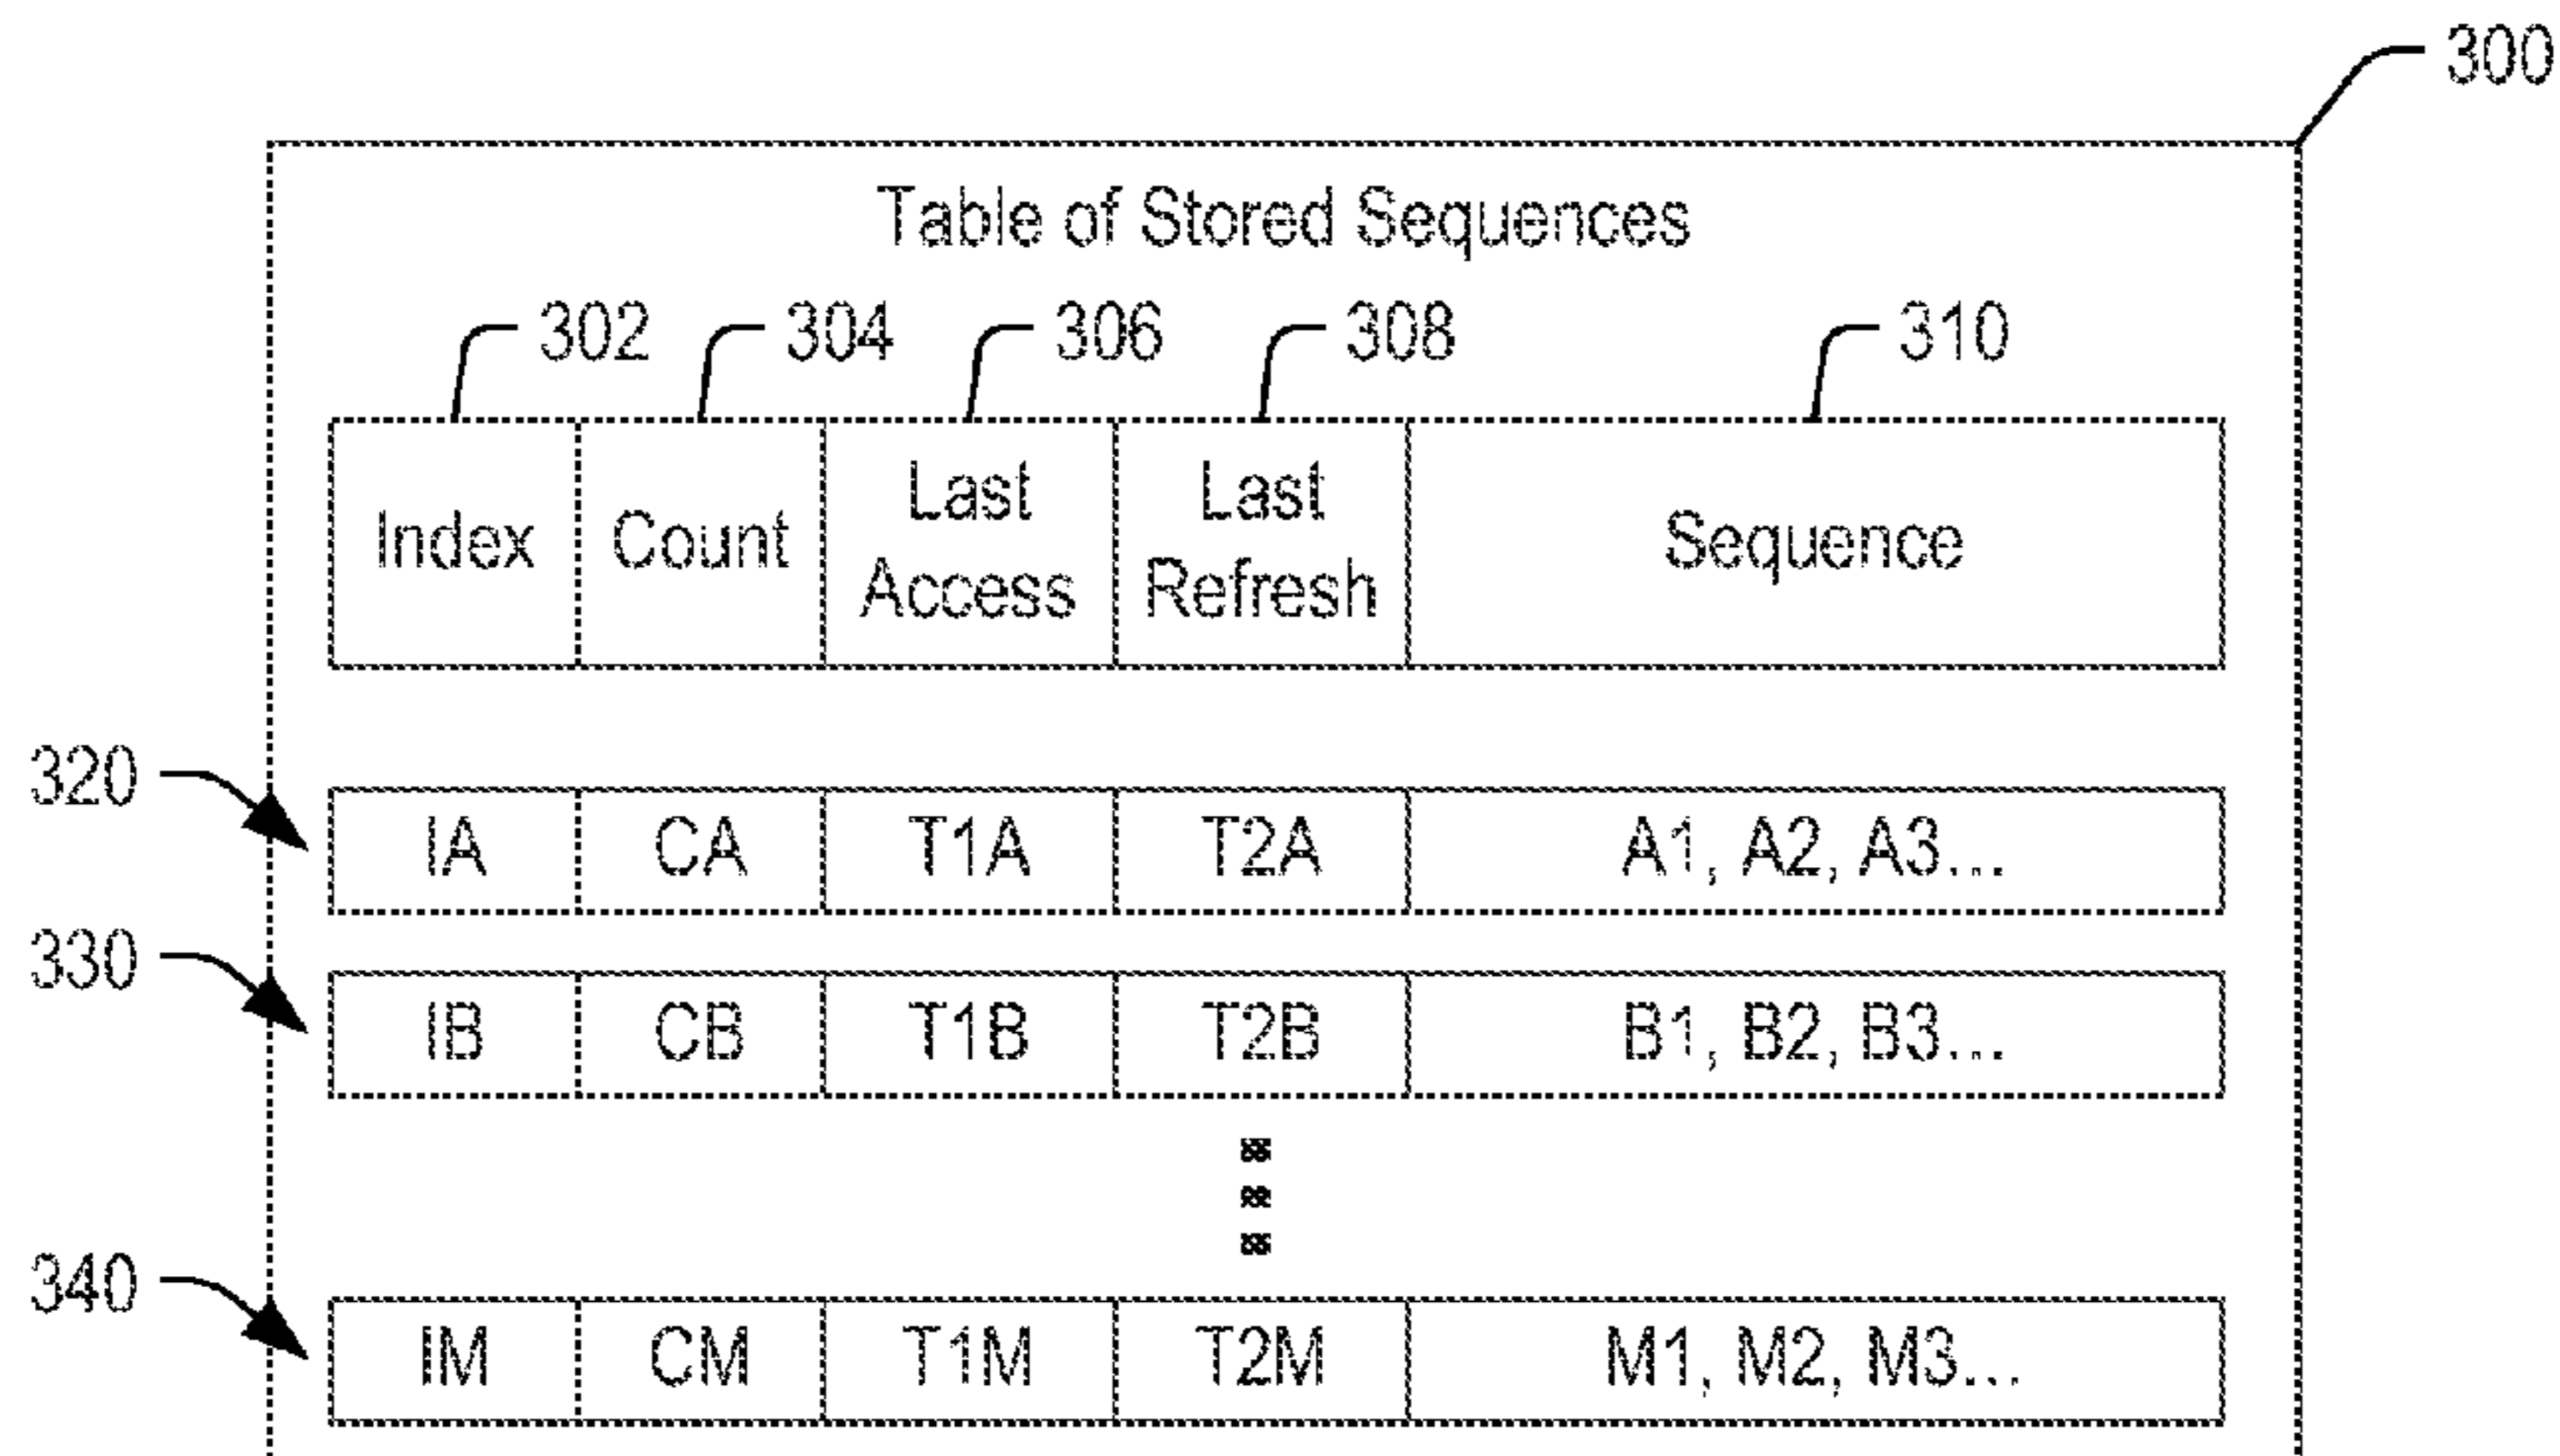 300
Table of Stored Sequences
302 304 306 308 310
Index Count Last Access Last Refresh Sequence
320
IA CA T1A T2A A1, A2, A3...
330
IB CB T1B T2B B1, B2, B3...
340
IM CM T1M T2M M1, M2, M3...